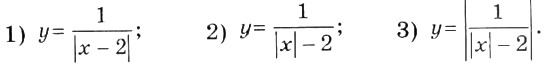 1) y = 1/|x − 2|; 2) y = 1/(|x| − 2); 3) y = |1/(|x| − 2)|.